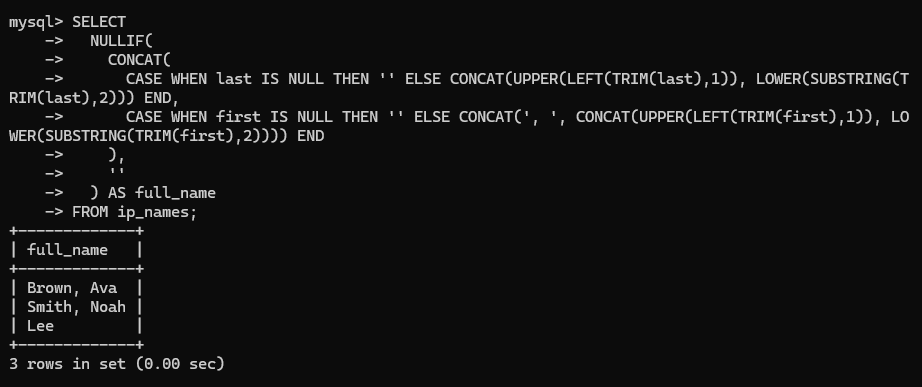 mysql> SELECT
    ->   NULLIF(
    ->     CONCAT(
    ->       CASE WHEN last IS NULL THEN '' ELSE CONCAT(UPPER(LEFT(TRIM(last),1)), LOWER(SUBSTRING(T
RIM(last),2))) END,
    ->       CASE WHEN first IS NULL THEN '' ELSE CONCAT(', ', CONCAT(UPPER(LEFT(TRIM(first),1)), LO
WER(SUBSTRING(TRIM(first),2)))) END
    ->     ),
    ->     ''
    ->   ) AS full_name
    -> FROM ip_names;
+-------------+
| full_name   |
+-------------+
| Brown, Ava  |
| Smith, Noah |
| Lee         |
+-------------+
3 rows in set (0.00 sec)